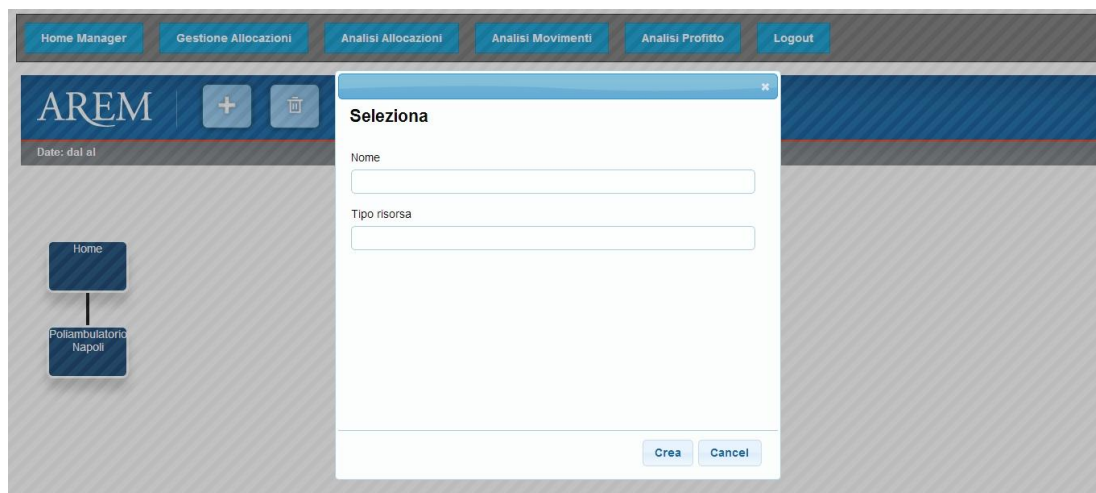 Home Manager Gestione Allocazioni Analisi Allocazioni Analisi Movimenti Analisi Profitto Logout
AREM
Date: dal al
Seleziona
Nome
Tipo risorsa
Home
Poliambulatorio
Napoli
Crea Cancel